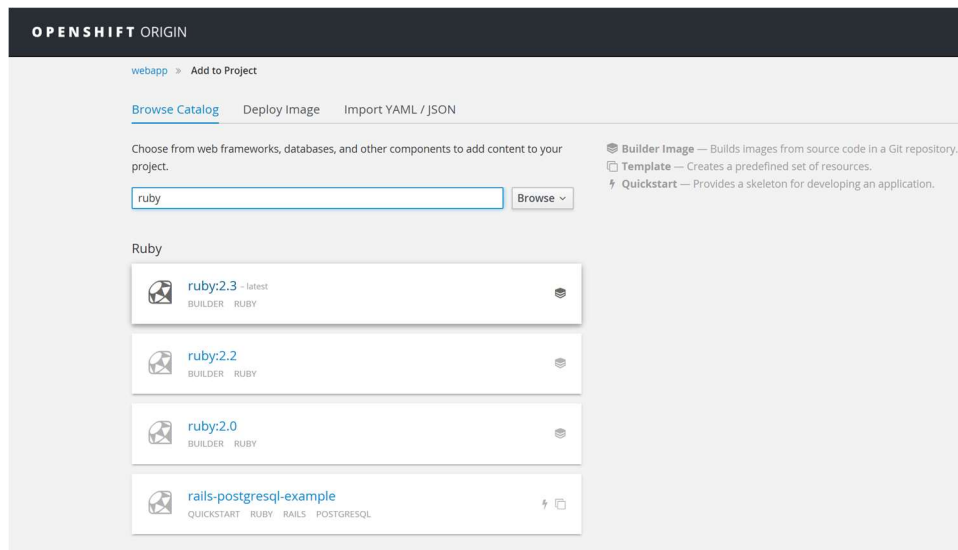 OPENSHIFT ORIGIN
webapp » Add to Project
Browse Catalog Deploy Image Import YAML / JSON
Choose from web frameworks, databases, and other components to add content to your
project.
Builder Image — Builds images from source code in a Git repository.
Template — Creates a predefined set of resources.
Quickstart — Provides a skeleton for developing an application.
ruby Browse
Ruby
ruby:2.3 – latest
BUILDER RUBY
ruby:2.2
BUILDER RUBY
ruby:2.0
BUILDER RUBY
rails-postgresql-example
QUICKSTART RUBY RAILS POSTGRESQL